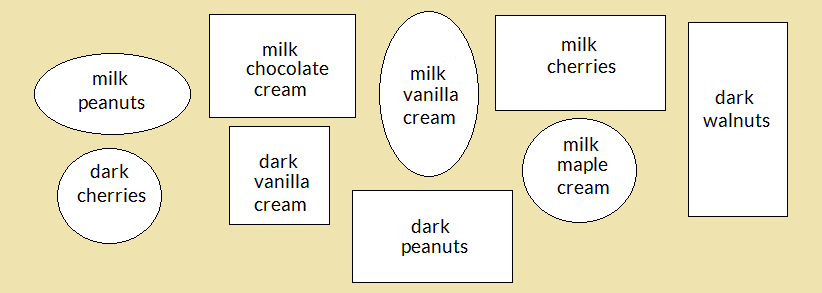 milk
peanuts
milk
chocolate
cream
milk
vanilla
cream
milk
cherries
dark
walnuts
dark
cherries
dark
vanilla
cream
dark
peanuts
milk
maple
cream